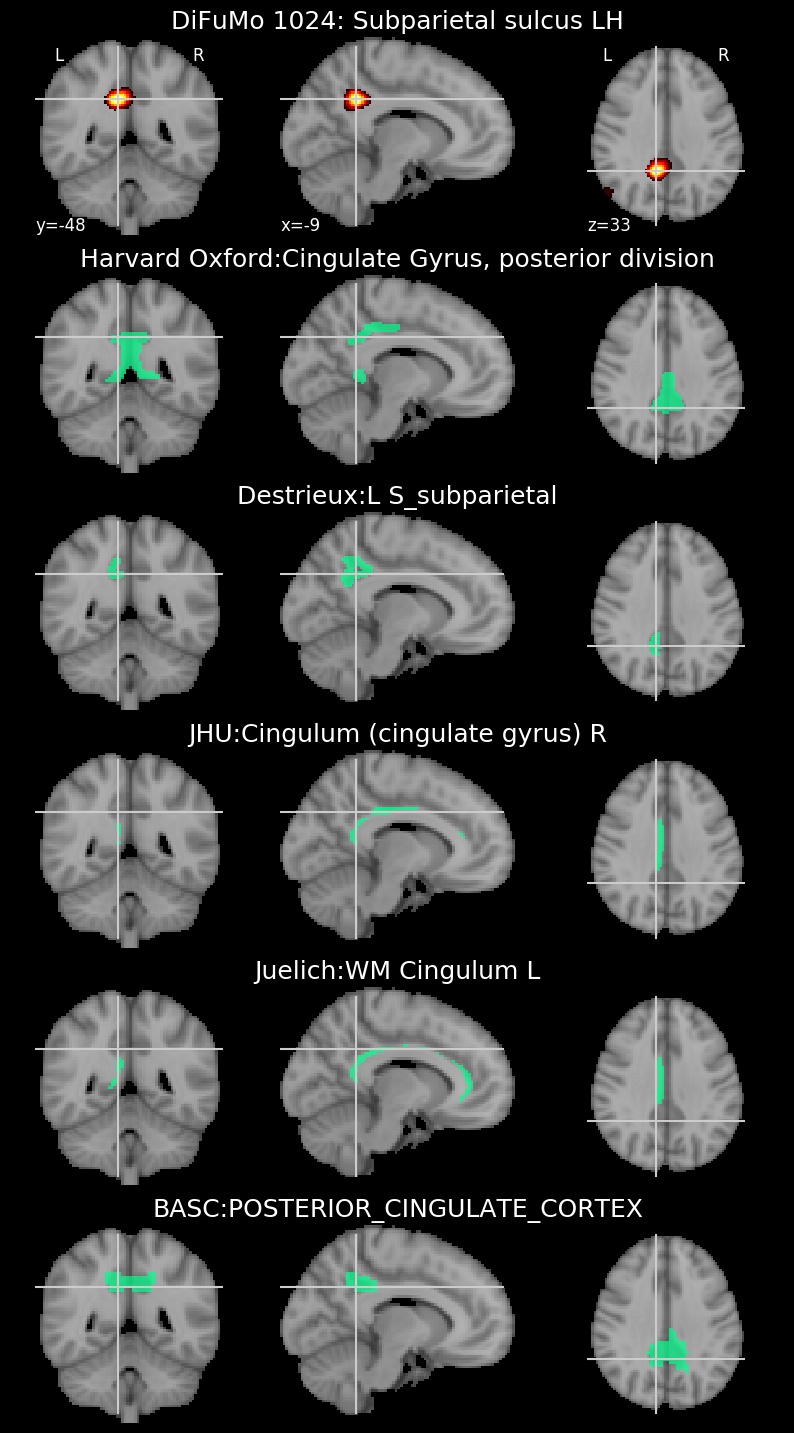 DiFuMo 1024: Subparietal sulcus LH
L R L R
y=-48 x=-9 z=33
Harvard Oxford:Cingulate Gyrus, posterior division
Destrieux:L S_subparietal
JHU:Cingulum (cingulate gyrus) R
Juelich:WM Cingulum L
BASC:POSTERIOR_CINGULATE_CORTEX